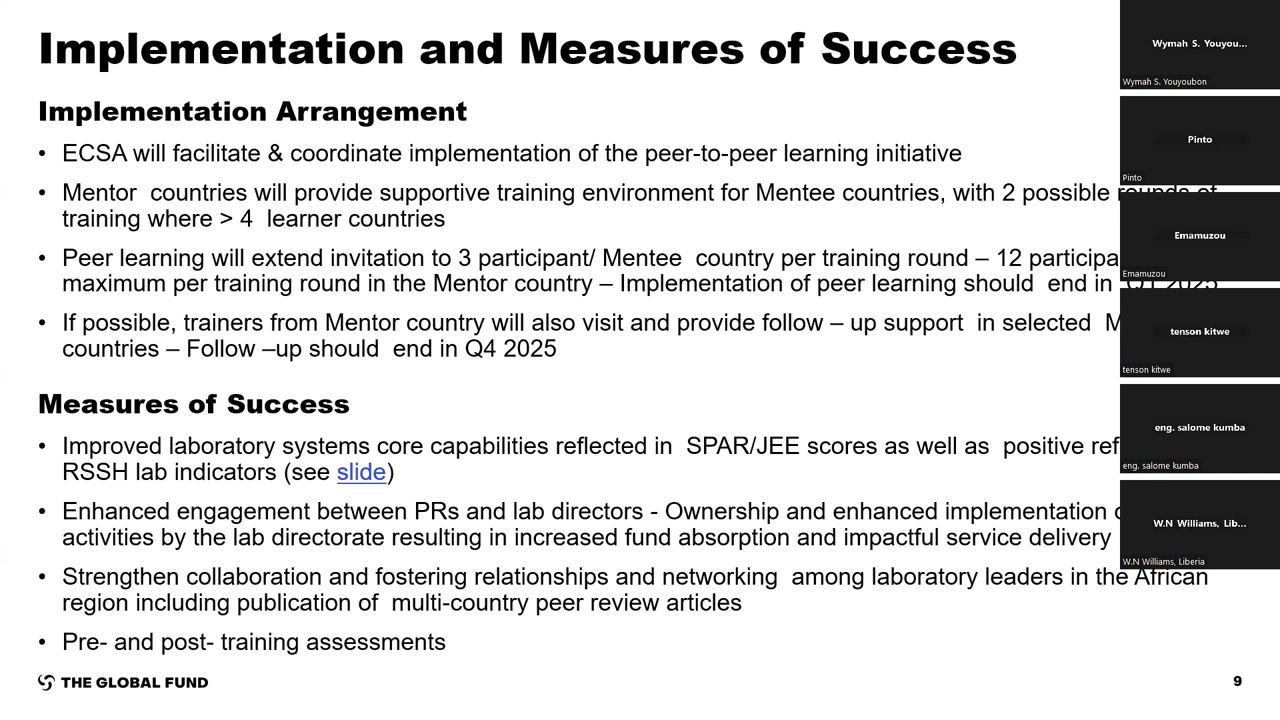 Implementation and Measures of Success
Implementation Arrangement
• ECSA will facilitate & coordinate implementation of the peer-to-peer learning initiative
• Mentor countries will provide supportive training environment for Mentee countries, with 2 possible rounds of
training where > 4 learner countries
• Peer learning will extend invitation to 3 participant/ Mentee country per training round – 12
maximum per training round in the Mentor country – Implementation of peer learning should end in Q1 2025
• If possible, trainers from Mentor country will also visit and provide follow – up support in selected
countries – Follow –up should end in Q4 2025
Measures of Success
• Improved laboratory systems core capabilities reflected in SPAR/JEE scores as well as positive
RSSH lab indicators (see slide)
• Enhanced engagement between PRs and lab directors - Ownership and enhanced implementation
activities by the lab directorate resulting in increased fund absorption and impactful service delivery
• Strengthen collaboration and fostering relationships and networking among laboratory leaders in the African
region including publication of multi-country peer review articles
• Pre- and post- training assessments
THE GLOBAL FUND
9
Wymah S. Youyou...
Wymah S. Youyoubon
Pinto
Pinto
Emamuzou
Emamuzou
tenson kitwe
tenson kitwe
eng. salome kumba
eng. salome kumba
W.N Williams, Lib...
W.N Williams, Liberia